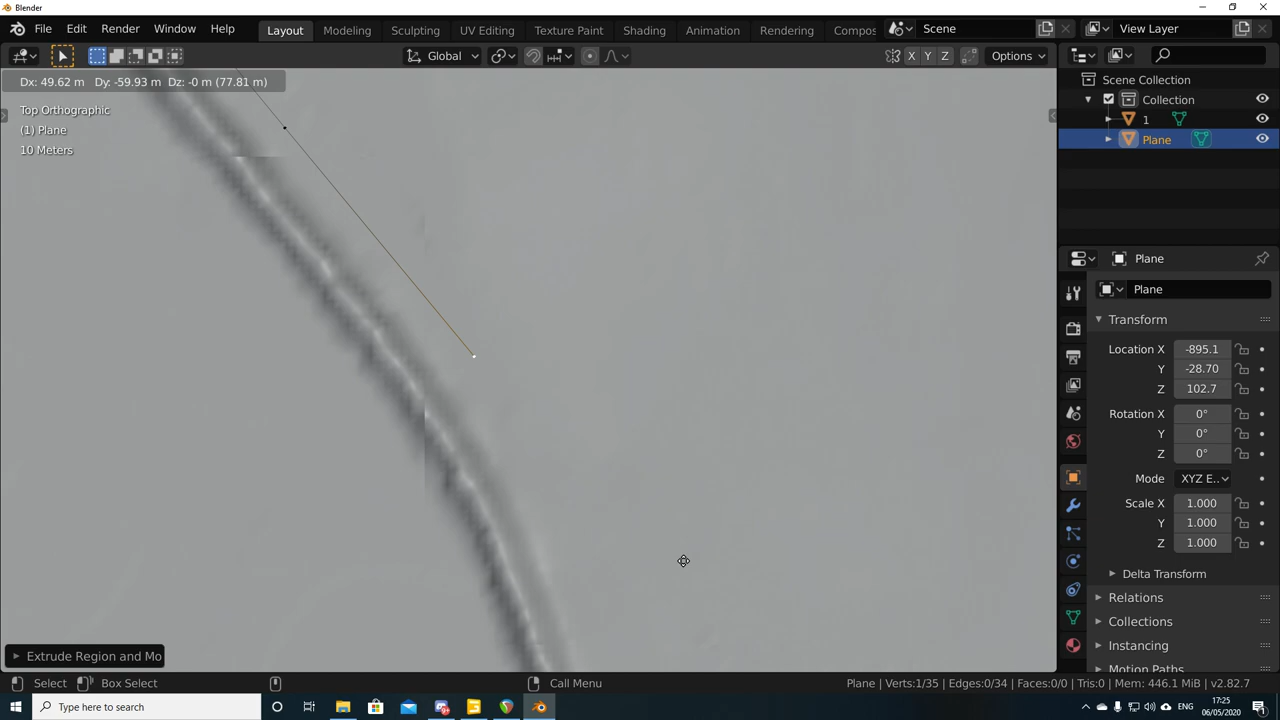 Blender
File Edit Render Window Help
Layout Modeling Sculpting UV Editing Texture Paint Shading Animation Rendering Compos
Scene
View Layer
Global
X Y Z
Options
Dx: 49.62 m Dy: -59.93 m Dz: -0 m (77.81 m)
Top Orthographic
(1) Plane
10 Meters
Scene Collection
Collection
1
Plane
Plane
Plane
Transform
Location X -895.1
Y -28.70
Z 102.7
Rotation X 0°
Y 0°
Z 0°
Mode XYZ E..
Scale X 1.000
Y 1.000
Z 1.000
Delta Transform
Relations
Collections
Instancing
Motion Paths
Extrude Region and Mo
Select Box Select Call Menu
Plane | Verts:1/35 | Edges:0/34 | Faces:0/0 | Tris:0 | Mem: 446.1 MiB | v2.82.7
Type here to search
ENG
17:25
06/05/2020